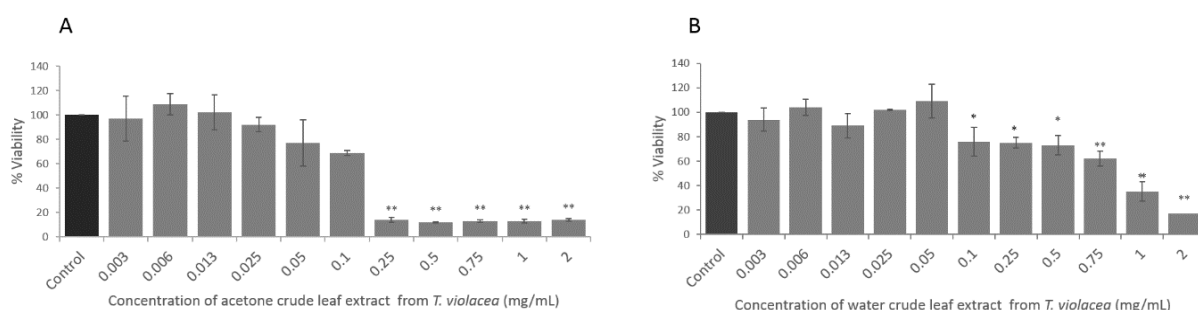 A
% Viability
140
120
100
80
60
40
20
0
** ** ** ** **
Control 0.003 0.006 0.013 0.025 0.05 0.1 0.25 0.5 0.75 1 2
Concentration of acetone crude leaf extract from T. violacea (mg/mL)
B
% Viability
140
120
100
80
60
40
20
0
* * * ** ** **
Control 0.003 0.006 0.013 0.025 0.05 0.1 0.25 0.5 0.75 1 2
Concentration of water crude leaf extract from T. violacea (mg/mL)